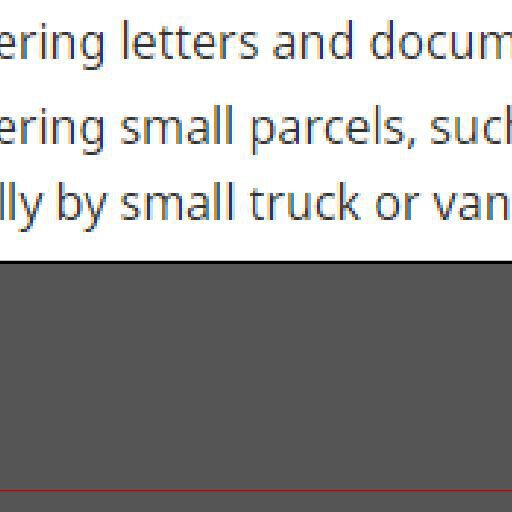 ering letters and docum
ering small parcels, such
lly by small truck or van